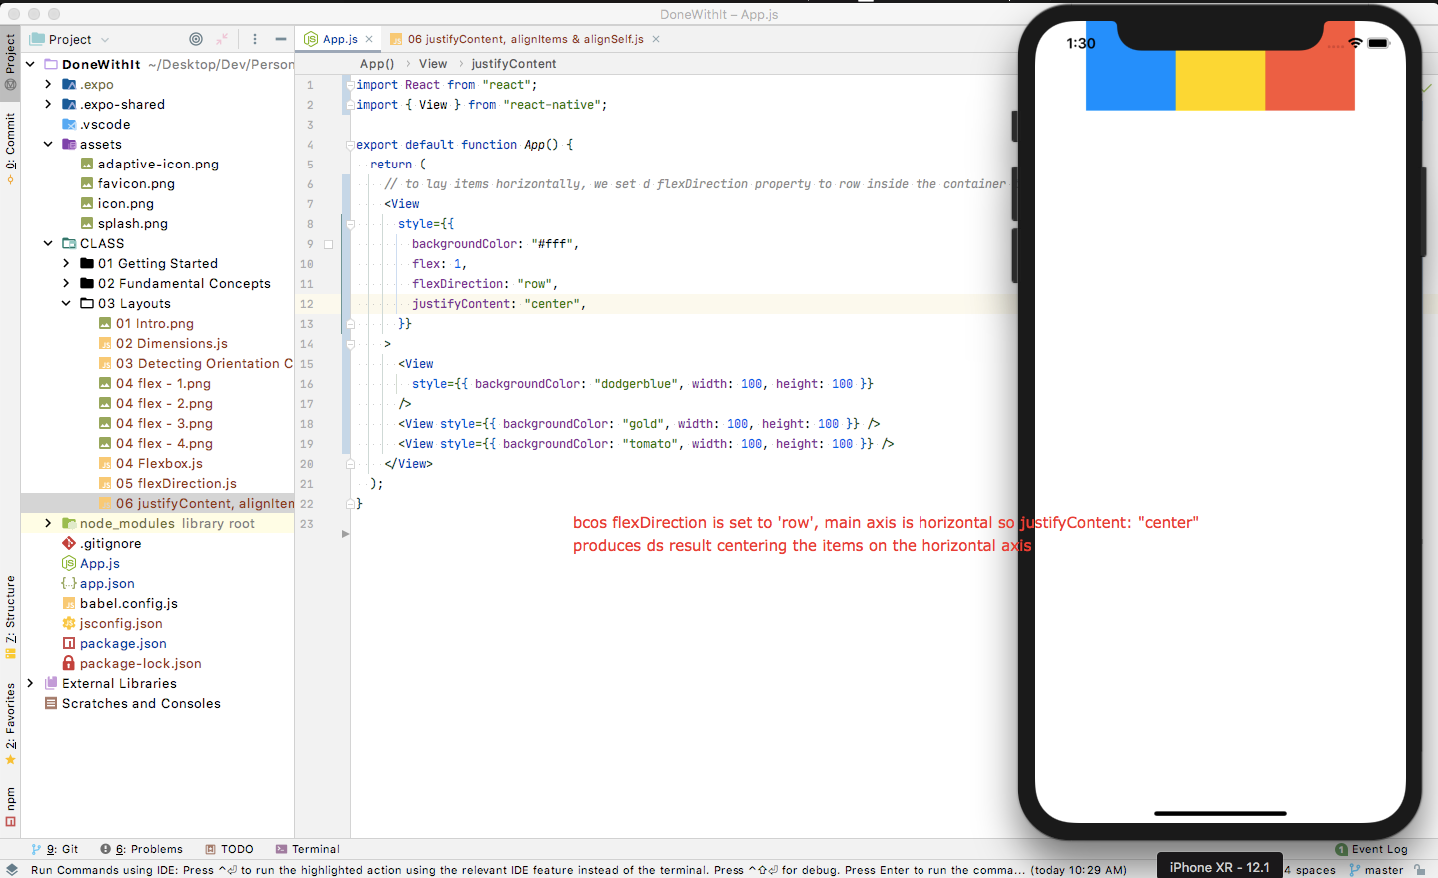 DoneWithIt – App.js
Project
App.js
06 justifyContent, alignItems & alignSelf.js
App() › View › justifyContent
Project
0: Commit
7: Structure
2: Favorites
npm
DoneWithIt ~/Desktop/Dev/Person
.expo
.expo-shared
.vscode
assets
adaptive-icon.png
favicon.png
icon.png
splash.png
CLASS
01 Getting Started
02 Fundamental Concepts
03 Layouts
01 Intro.png
02 Dimensions.js
03 Detecting Orientation C
04 flex - 1.png
04 flex - 2.png
04 flex - 3.png
04 flex - 4.png
04 Flexbox.js
05 flexDirection.js
06 justifyContent, alignIten
node_modules library root
.gitignore
App.js
app.json
babel.config.js
jsconfig.json
package.json
package-lock.json
External Libraries
Scratches and Consoles
1 import React from "react";
2 import { View } from "react-native";
3
4 export default function App() {
5 return (
6 // to lay items horizontally, we set d flexDirection property to row inside the container
7 <View
8 style={{
9 backgroundColor: "#fff",
10 flex: 1,
11 flexDirection: "row",
12 justifyContent: "center",
13 }}
14 >
15 <View
16 style={{ backgroundColor: "dodgerblue", width: 100, height: 100 }}
17 />
18 <View style={{ backgroundColor: "gold", width: 100, height: 100 }} />
19 <View style={{ backgroundColor: "tomato", width: 100, height: 100 }} />
20 </View>
21 );
22 }
23
bcos flexDirection is set to 'row', main axis is horizontal so justifyContent: "center"
produces ds result centering the items on the horizontal axis
1:30
iPhone XR - 12.1
9: Git
6: Problems
TODO
Terminal
1 Event Log
Run Commands using IDE: Press ^⏎ to run the highlighted action using the relevant IDE feature instead of the terminal. Press ^⇧⏎ for debug. Press Enter to run the comma... (today 10:29 AM)
4 spaces
master